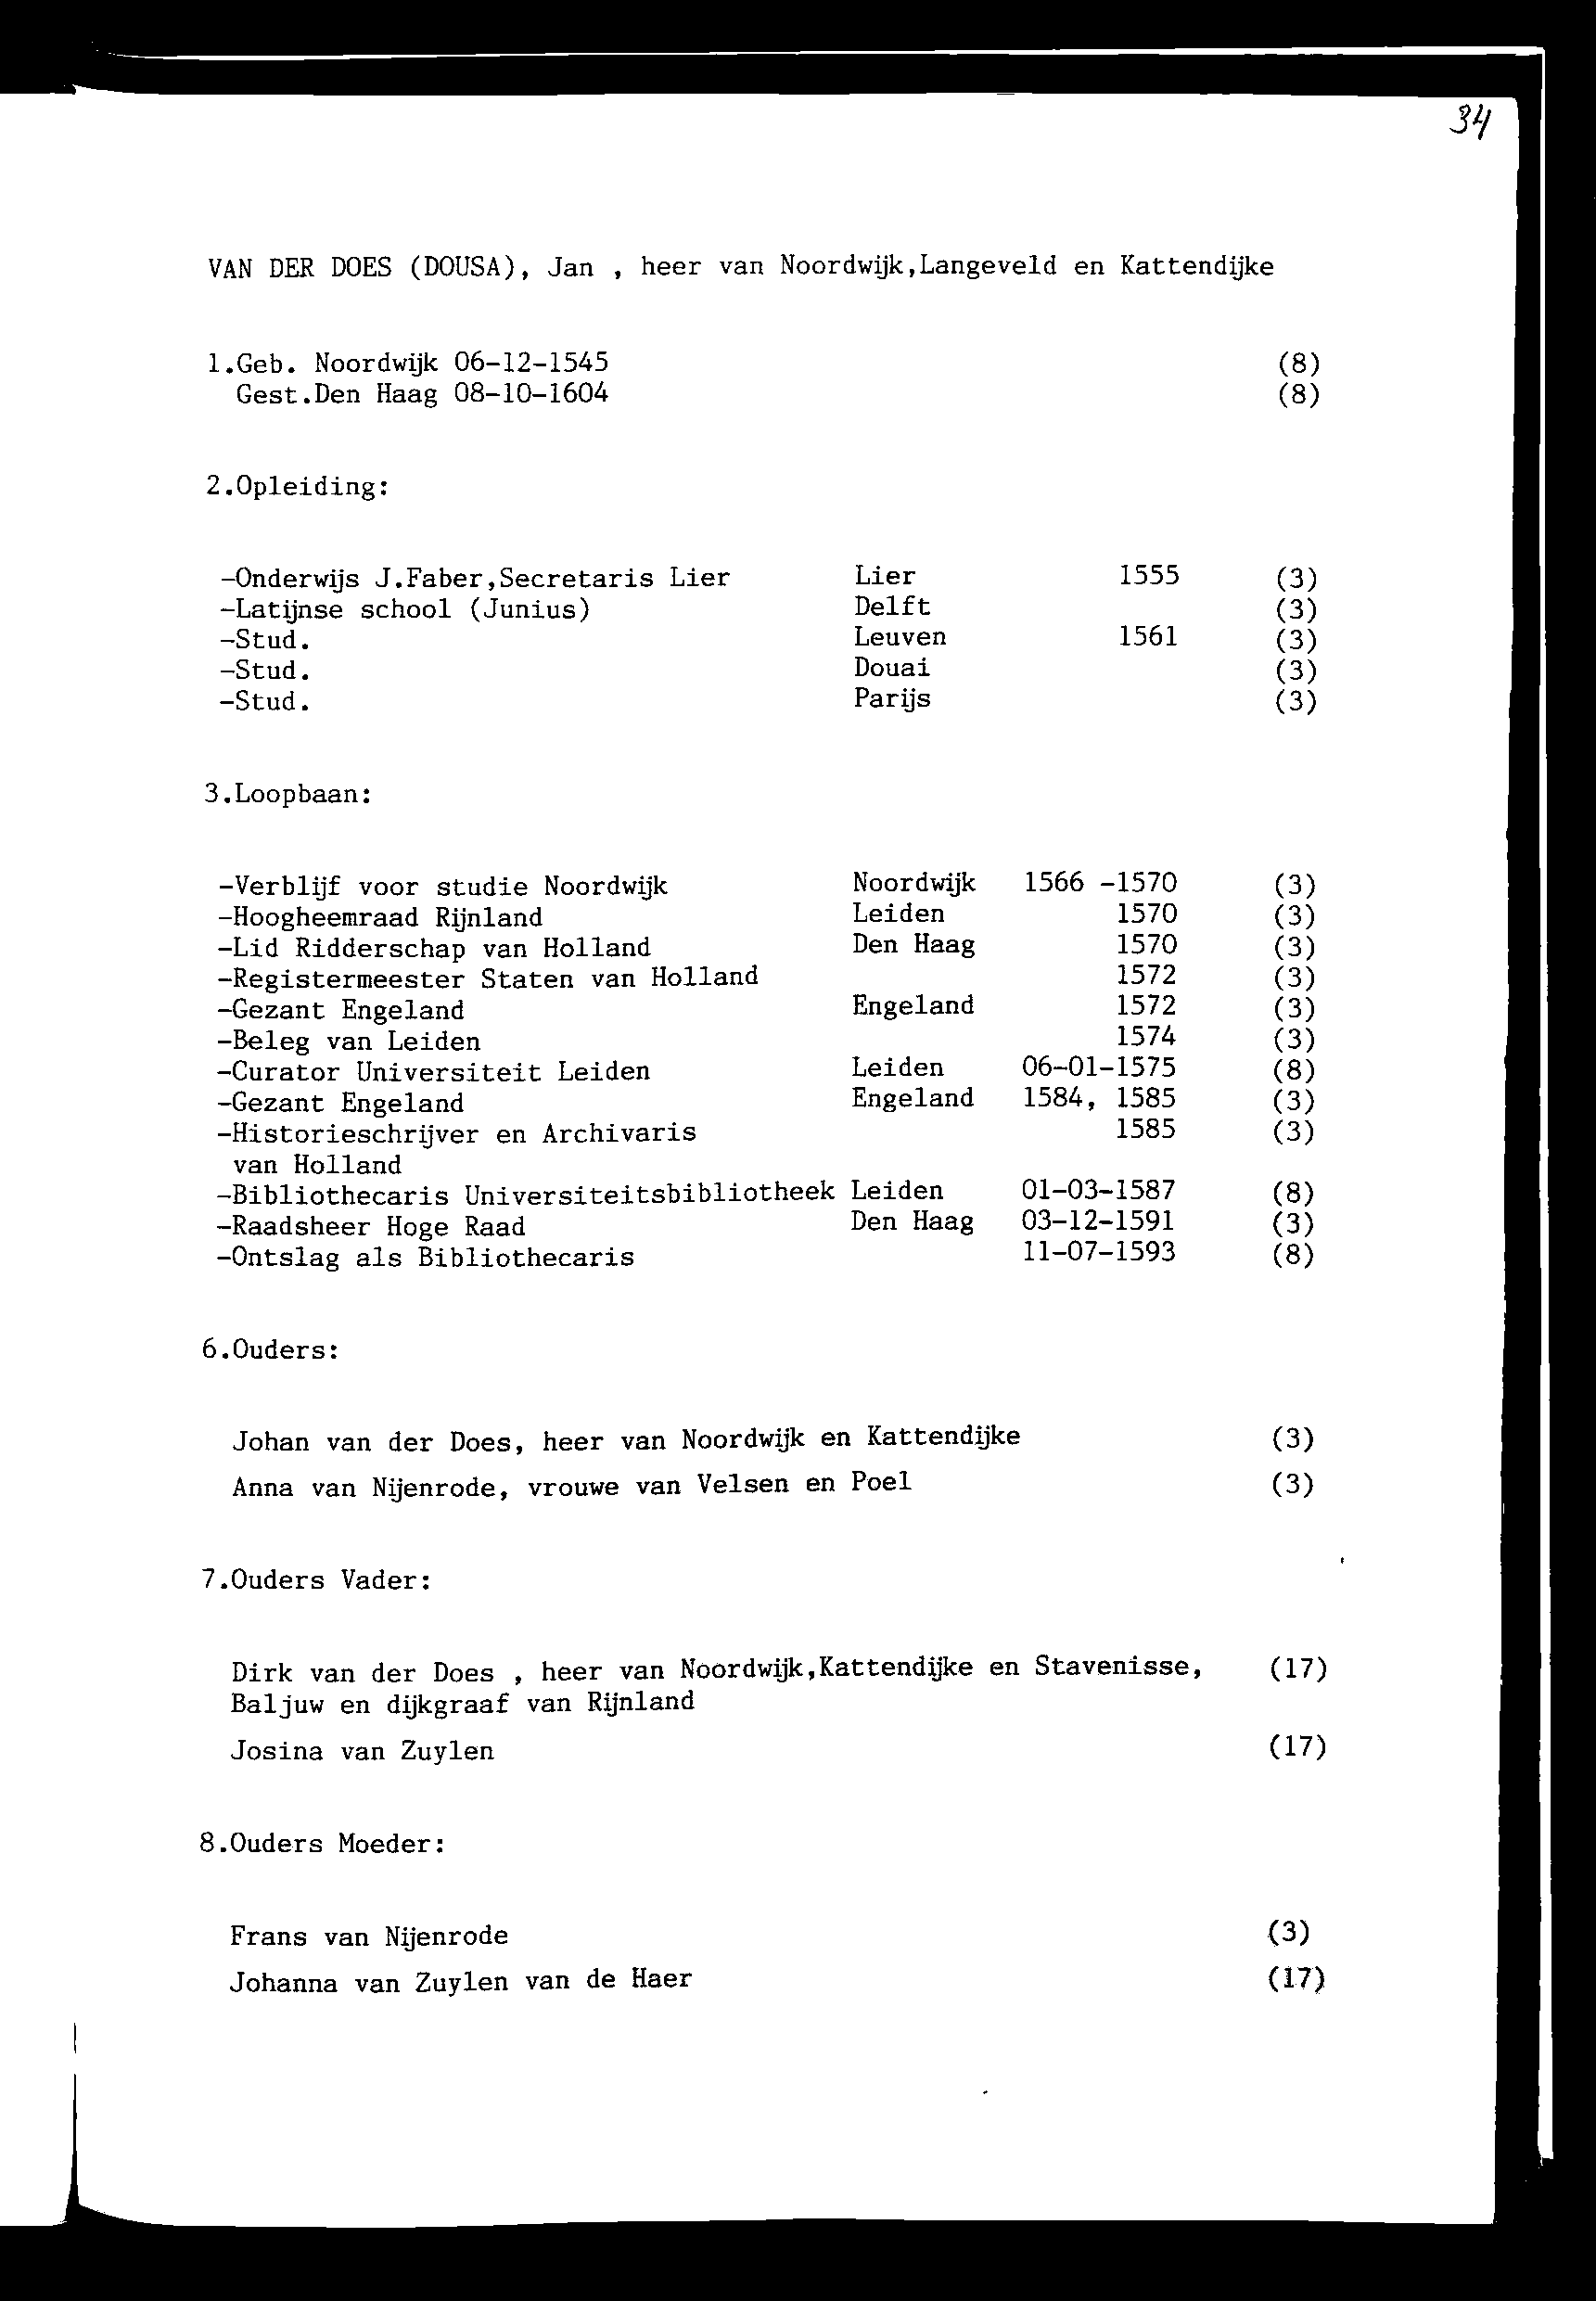 34
VAN DER DOES (DOUSA), Jan , heer van Noordwijk,Langeveld en Kattendijke
1.Geb. Noordwijk 06-12-1545 (8)
Gest.Den Haag 08-10-1604 (8)
2.Opleiding:
-Onderwijs J.Faber,Secretaris Lier Lier 1555 (3)
-Latijnse school (Junius) Delft (3)
-Stud. Leuven 1561 (3)
-Stud. Douai (3)
-Stud. Parijs (3)
3.Loopbaan:
-Verblijf voor studie Noordwijk Noordwijk 1566 -1570 (3)
-Hoogheemraad Rijnland Leiden 1570 (3)
-Lid Ridderschap van Holland Den Haag 1570 (3)
-Registermeester Staten van Holland 1572 (3)
-Gezant Engeland Engeland 1572 (3)
-Beleg van Leiden 1574 (3)
-Curator Universiteit Leiden Leiden 06-01-1575 (8)
-Gezant Engeland Engeland 1584, 1585 (3)
-Historieschrijver en Archivaris 1585 (3)
van Holland
-Bibliothecaris Universiteitsbibliotheek Leiden 01-03-1587 (8)
-Raadsheer Hoge Raad Den Haag 03-12-1591 (3)
-Ontslag als Bibliothecaris 11-07-1593 (8)
6.Ouders:
Johan van der Does, heer van Noordwijk en Kattendijke (3)
Anna van Nijenrode, vrouwe van Velsen en Poel (3)
7.Ouders Vader:
Dirk van der Does , heer van Noordwijk,Kattendijke en Stavenisse, (17)
Baljuw en dijkgraaf van Rijnland
Josina van Zuylen (17)
8.Ouders Moeder:
Frans van Nijenrode (3)
Johanna van Zuylen van de Haer (17)